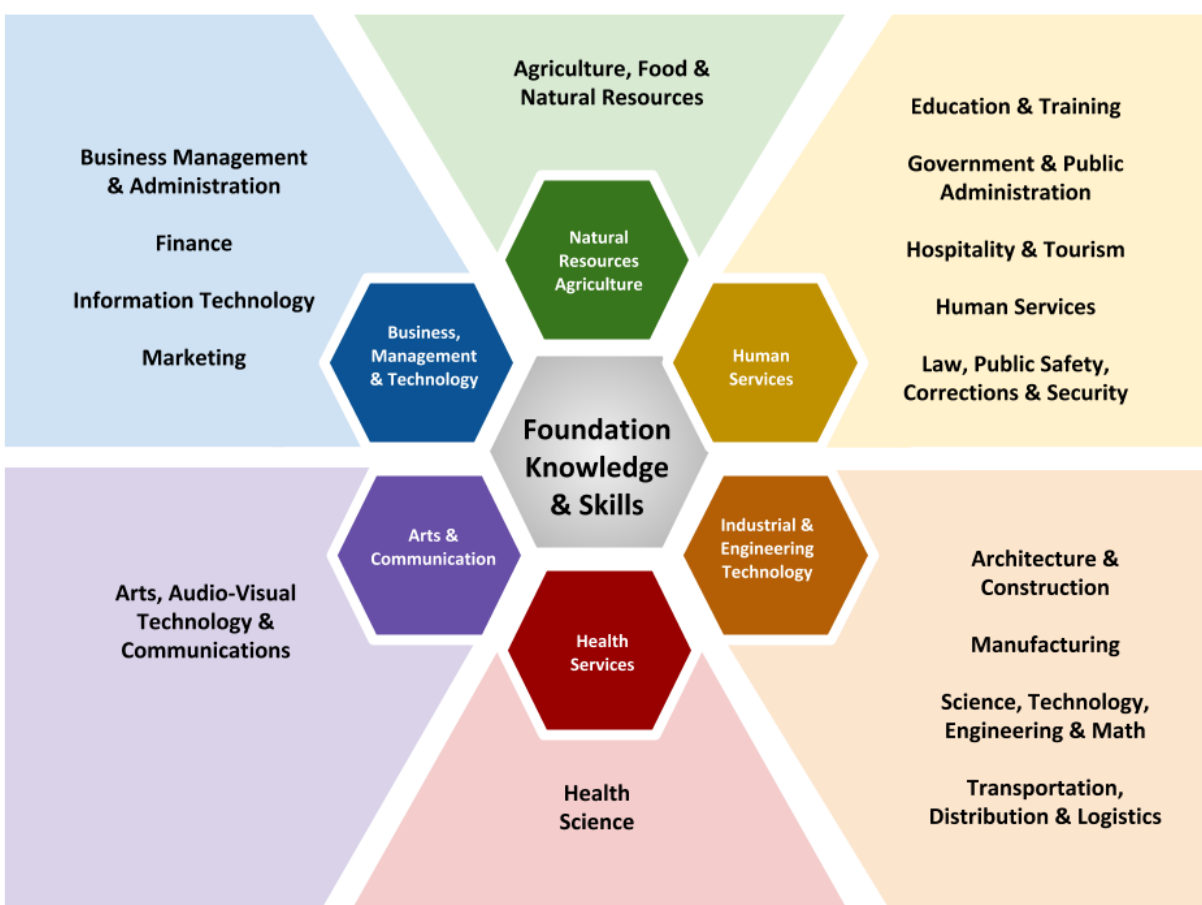 Agriculture, Food &
Natural Resources
Business Management
& Administration
Finance
Information Technology
Marketing
Education & Training
Government & Public
Administration
Hospitality & Tourism
Human Services
Law, Public Safety,
Corrections & Security
Natural
Resources
Agriculture
Business,
Management
& Technology
Human
Services
Foundation
Knowledge
& Skills
Arts &
Communication
Industrial &
Engineering
Technology
Health
Services
Arts, Audio-Visual
Technology &
Communications
Architecture &
Construction
Manufacturing
Science, Technology,
Engineering & Math
Transportation,
Distribution & Logistics
Health
Science